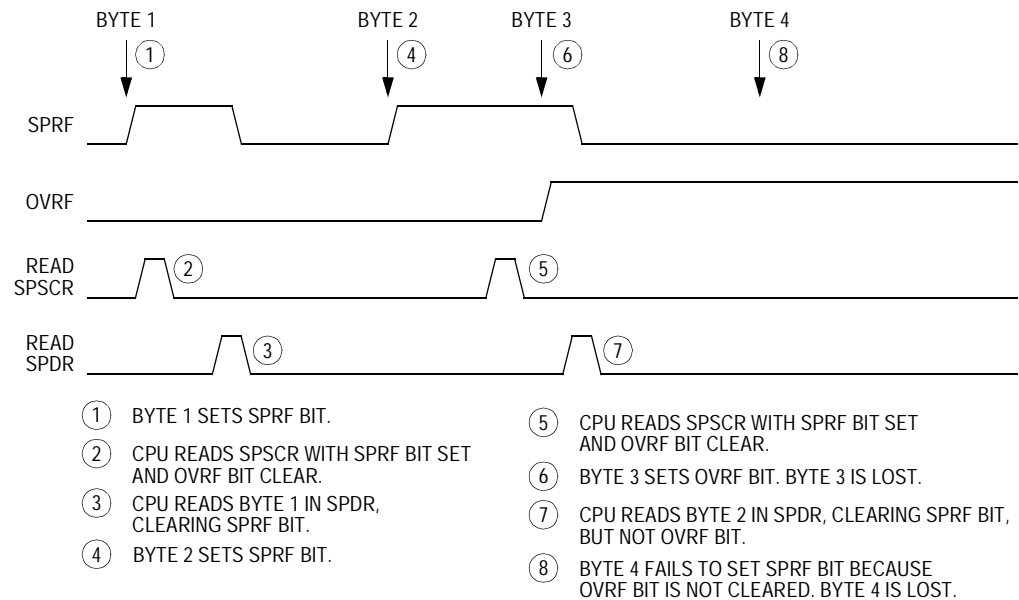 BYTE 1 BYTE 2 BYTE 3 BYTE 4
1 4 6 8
SPRF
OVRF
READ
SPSCR
2 5
READ
SPDR
3 7
1 BYTE 1 SETS SPRF BIT.
2 CPU READS SPSCR WITH SPRF BIT SET
AND OVRF BIT CLEAR.
3 CPU READS BYTE 1 IN SPDR,
CLEARING SPRF BIT.
4 BYTE 2 SETS SPRF BIT.
5 CPU READS SPSCR WITH SPRF BIT SET
AND OVRF BIT CLEAR.
6 BYTE 3 SETS OVRF BIT. BYTE 3 IS LOST.
7 CPU READS BYTE 2 IN SPDR, CLEARING SPRF BIT,
BUT NOT OVRF BIT.
8 BYTE 4 FAILS TO SET SPRF BIT BECAUSE
OVRF BIT IS NOT CLEARED. BYTE 4 IS LOST.